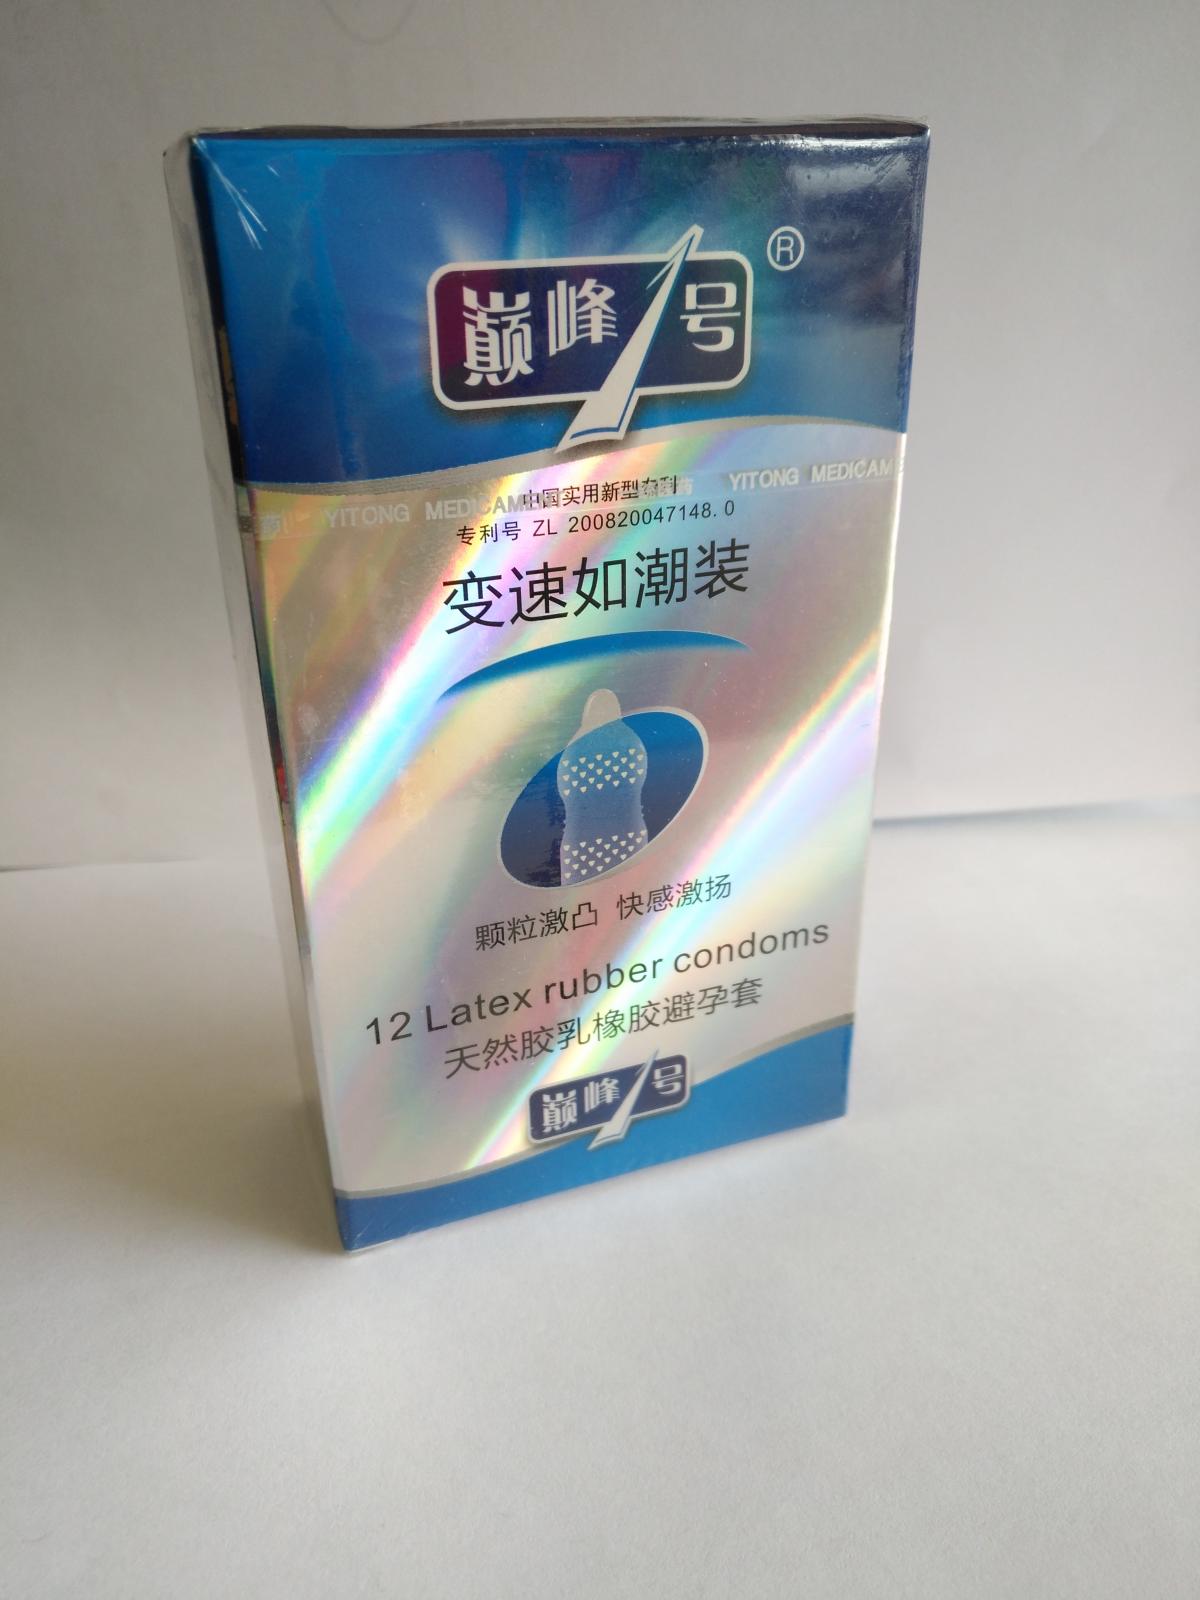 巅峰1号
®
YITONG MEDICAMENT
YITONG MEDICAME
中国实用新型专利
专利号 ZL 200820047148.0
变速如潮装
颗粒激凸 快感激扬
12 Latex rubber condoms
天然胶乳橡胶避孕套
巅峰1号